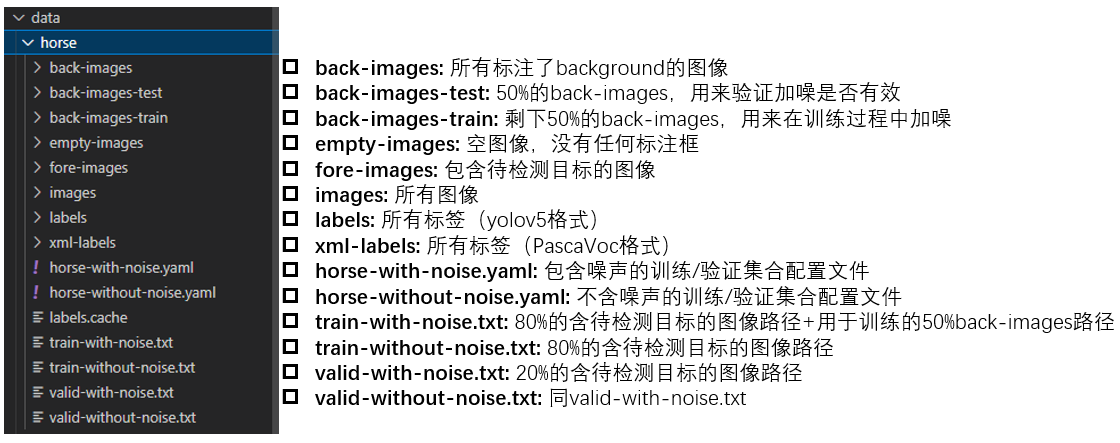 data
horse
back-images
back-images-test
back-images-train
empty-images
fore-images
images
labels
xml-labels
! horse-with-noise.yaml
! horse-without-noise.yaml
labels.cache
train-with-noise.txt
train-without-noise.txt
valid-with-noise.txt
valid-without-noise.txt
back-images: 所有标注了background的图像
back-images-test: 50%的back-images，用来验证加噪是否有效
back-images-train: 剩下50%的back-images，用来在训练过程中加噪
empty-images: 空图像，没有任何标注框
fore-images: 包含待检测目标的图像
images: 所有图像
labels: 所有标签（yolov5格式）
xml-labels: 所有标签（PascaVoc格式）
horse-with-noise.yaml: 包含噪声的训练/验证集合配置文件
horse-without-noise.yaml: 不含噪声的训练/验证集合配置文件
train-with-noise.txt: 80%的含待检测目标的图像路径+用于训练的50%back-images路径
train-without-noise.txt: 80%的含待检测目标的图像路径
valid-with-noise.txt: 20%的含待检测目标的图像路径
valid-without-noise.txt: 同valid-with-noise.txt